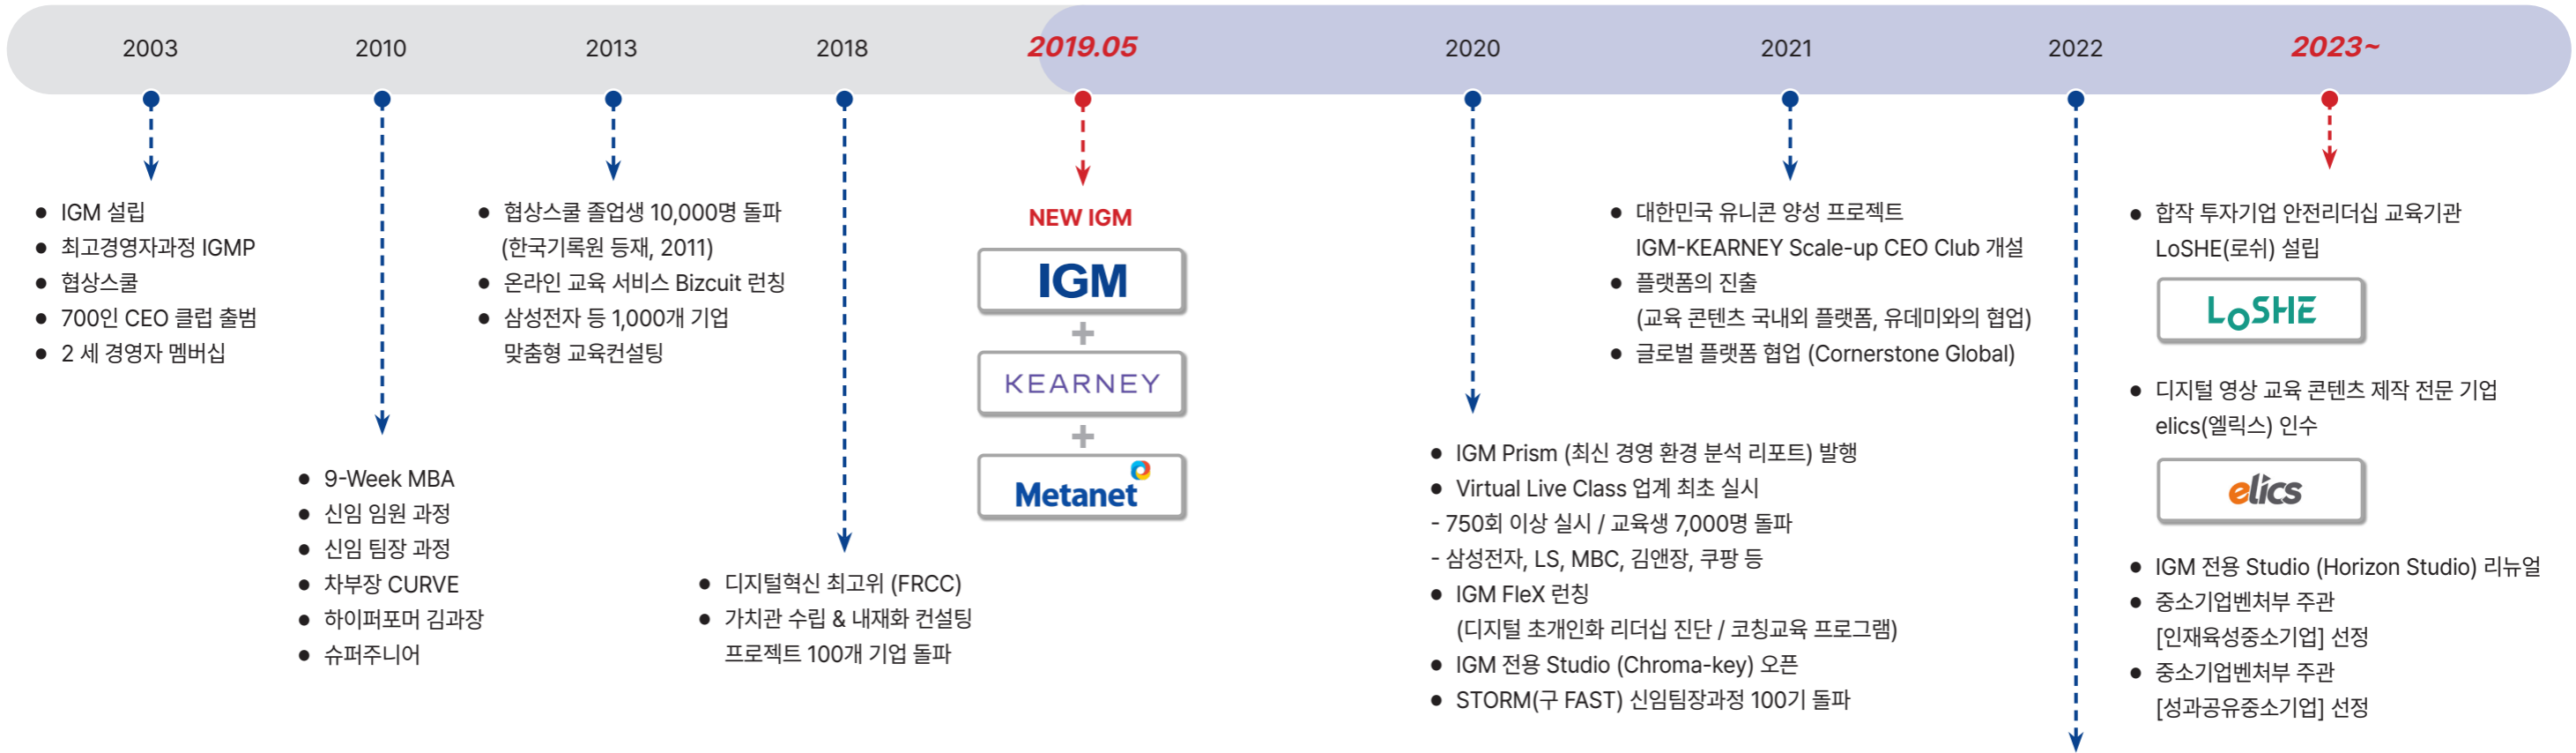 2003
2010
2013
2018
2019.05
2020
2021
2022
2023~
● IGM 설립
● 최고경영자과정 IGMP
● 협상스쿨
● 700인 CEO 클럽 출범
● 2 세 경영자 멤버십
● 9-Week MBA
● 신임 임원 과정
● 신임 팀장 과정
● 차부장 CURVE
● 하이퍼포머 김과장
● 슈퍼주니어
● 협상스쿨 졸업생 10,000명 돌파
(한국기록원 등재, 2011)
● 온라인 교육 서비스 Bizcuit 런칭
● 삼성전자 등 1,000개 기업
맞춤형 교육컨설팅
● 디지털혁신 최고위 (FRCC)
● 가치관 수립 & 내재화 컨설팅
프로젝트 100개 기업 돌파
NEW IGM
IGM
+
KEARNEY
+
Metanet
● IGM Prism (최신 경영 환경 분석 리포트) 발행
● Virtual Live Class 업계 최초 실시
- 750회 이상 실시 / 교육생 7,000명 돌파
- 삼성전자, LS, MBC, 김앤장, 쿠팡 등
● IGM FleX 런칭
(디지털 초개인화 리더십 진단 / 코칭교육 프로그램)
● IGM 전용 Studio (Chroma-key) 오픈
● STORM(구 FAST) 신임팀장과정 100기 돌파
● 대한민국 유니콘 양성 프로젝트
IGM-KEARNEY Scale-up CEO Club 개설
● 플랫폼의 진출
(교육 콘텐츠 국내외 플랫폼, 유데미와의 협업)
● 글로벌 플랫폼 협업 (Cornerstone Global)
● 합작 투자기업 안전리더십 교육기관
LoSHE(로쉬) 설립
LoSHE
● 디지털 영상 교육 콘텐츠 제작 전문 기업
elics(엘릭스) 인수
elics
● IGM 전용 Studio (Horizon Studio) 리뉴얼
● 중소기업벤처부 주관
[인재육성중소기업] 선정
● 중소기업벤처부 주관
[성과공유중소기업] 선정